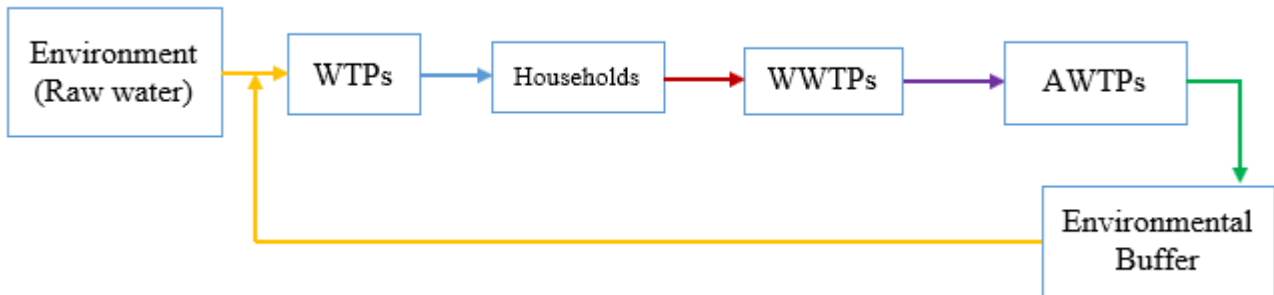 Environment
(Raw water)
WTPs
Households
WWTPs
AWTPs
Environmental
Buffer